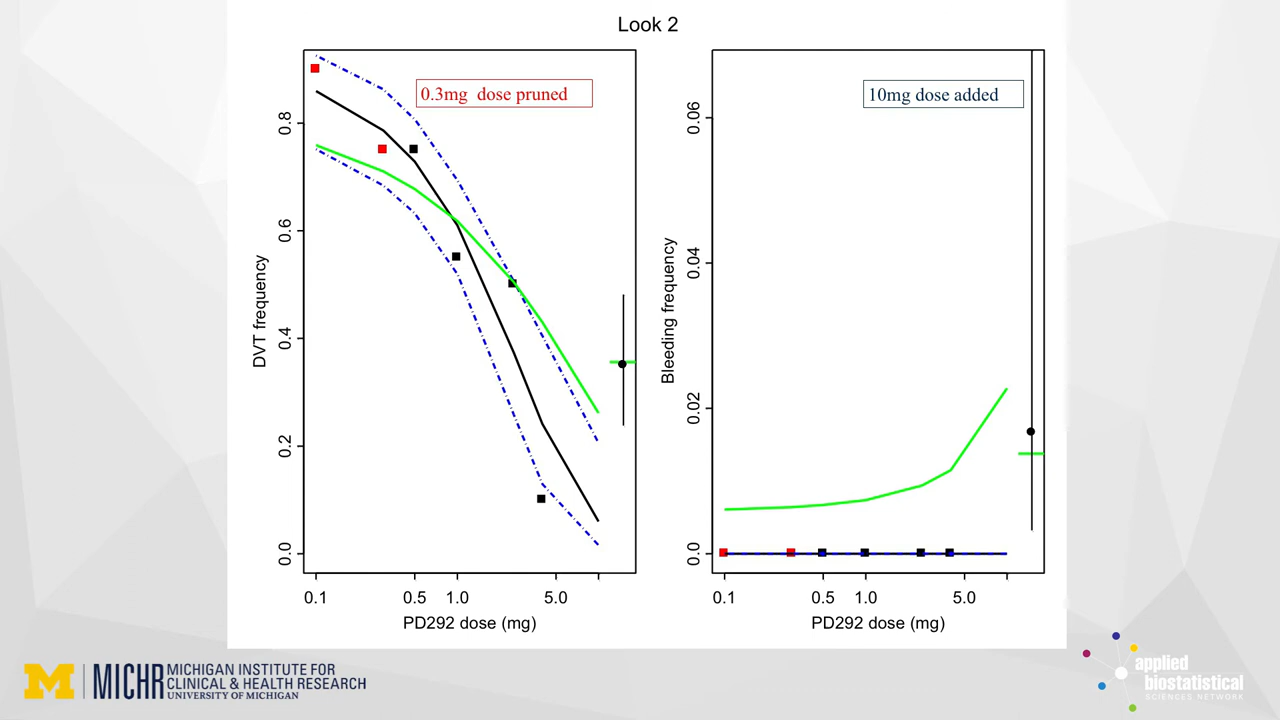 Look 2
0.3mg dose pruned
DVT frequency
0.8
0.6
0.4
0.2
0.0
0.1 0.5 1.0 5.0
PD292 dose (mg)
10mg dose added
Bleeding frequency
0.06
0.04
0.02
0.0
0.1 0.5 1.0 5.0
PD292 dose (mg)
M MICHR MICHIGAN INSTITUTE FOR
CLINICAL & HEALTH RESEARCH
UNIVERSITY OF MICHIGAN
applied
biostatistical
SCIENCES NETWORK